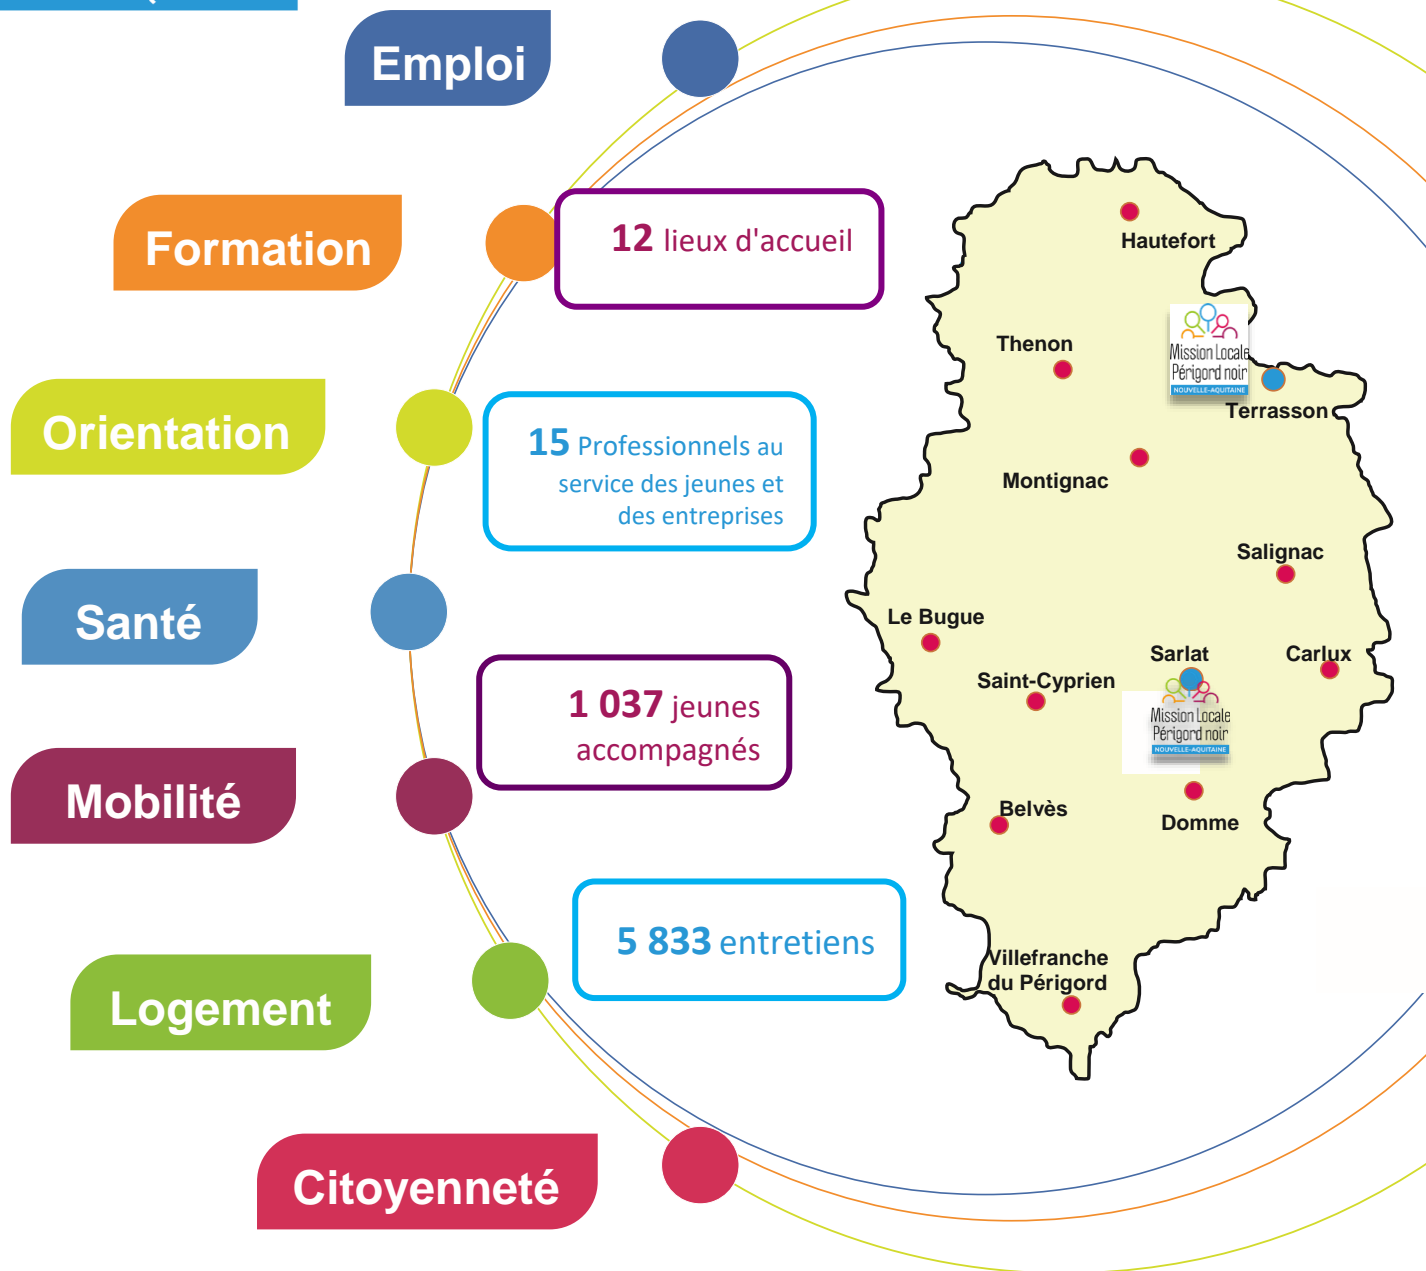 Emploi
Formation
Orientation
Santé
Mobilité
Logement
Citoyenneté
12 lieux d'accueil
15 Professionnels au
service des jeunes et
des entreprises
1 037 jeunes
accompagnés
5 833 entretiens
Hautefort
Thenon
Mission Locale
Périgord noir
NOUVELLE-AQUITAINE
Terrasson
Montignac
Salignac
Le Bugue
Sarlat
Carlux
Saint-Cyprien
Mission Locale
Périgord noir
NOUVELLE-AQUITAINE
Belvès
Domme
Villefranche
du Périgord